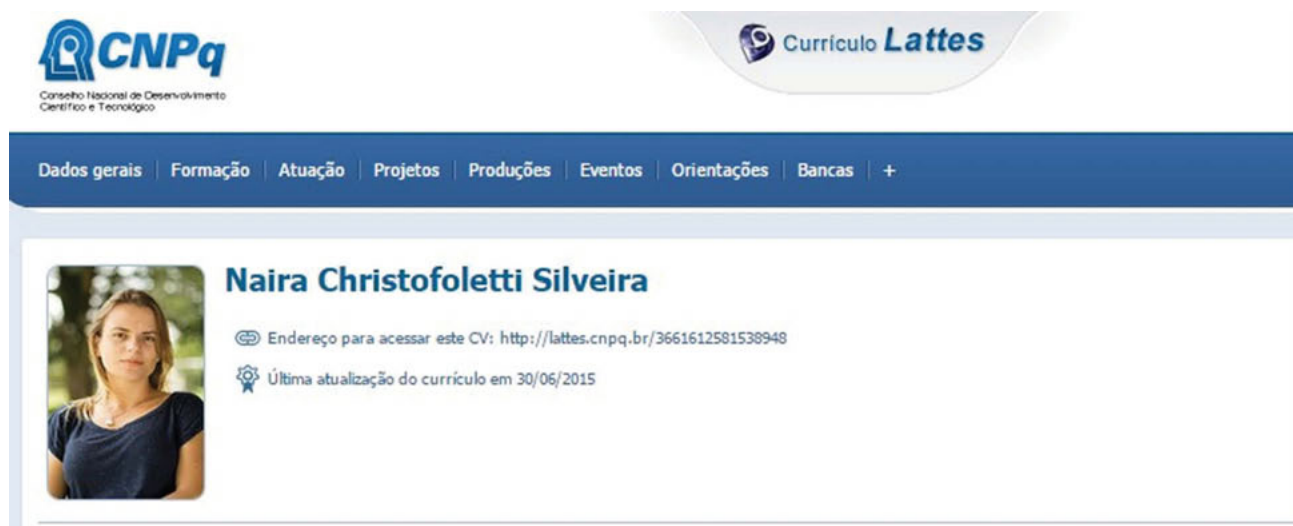 CNPq
Conselho Nacional de Desenvolvimento
Científico e Tecnológico
Currículo Lattes
Dados gerais Formação Atuação Projetos Produções Eventos Orientações Bancas +
Naira Christofoletti Silveira
Endereço para acessar este CV: http://lattes.cnpq.br/3661612581538948
Última atualização do currículo em 30/06/2015